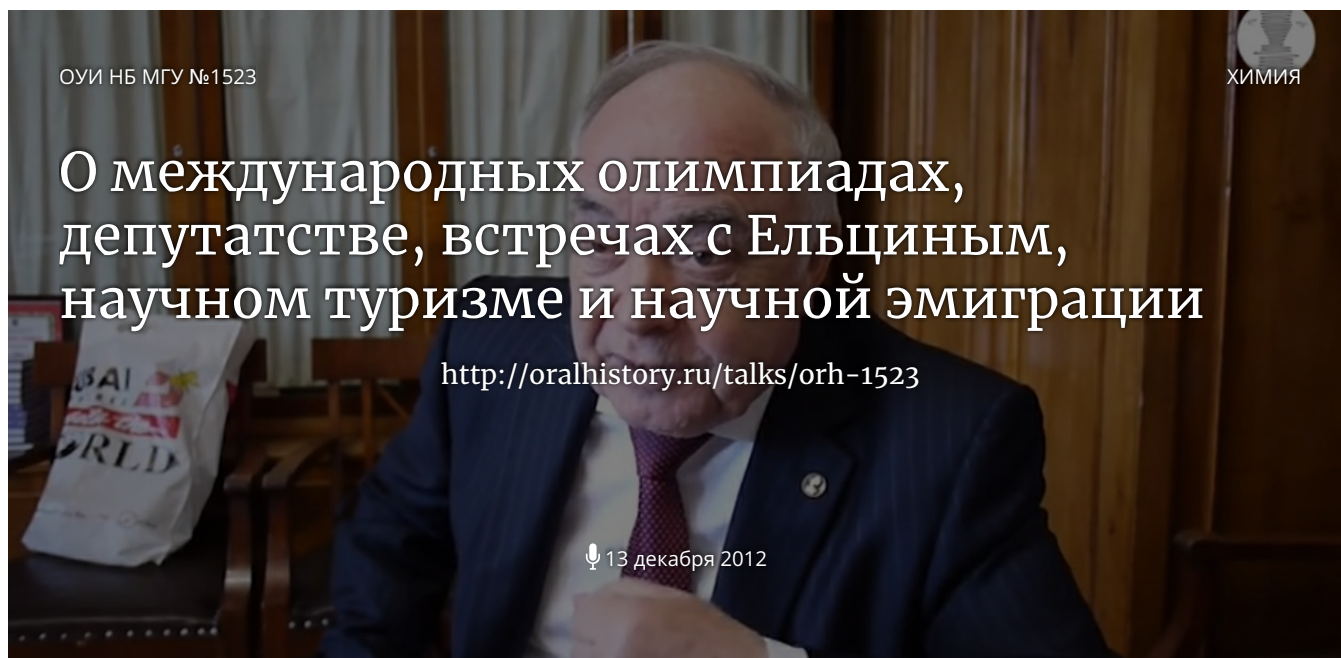 ОУИ НБ МГУ №1523
ХИМИЯ
О международных олимпиадах,
депутатстве, встречах с Ельциным,
научном туризме и научной эмиграции
http://oralhistory.ru/talks/orh-1523
13 декабря 2012